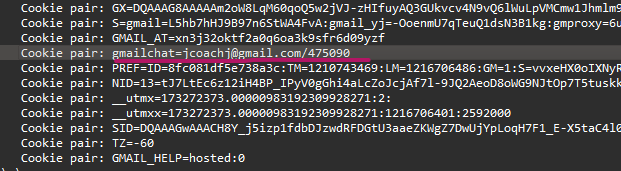 Cookie pair: GX=DQAAAG8AAAAAm2oW8LqM60qoQ5w2jVJ-zHIfuyAQ3GUkvcv4N9vQ6lWuLpVMCmw1Jhmlm9
Cookie pair: S=gmail=L5hb7hHJ9B97n6StWA4FvA:gmail_yj=-OoenmU7qTeuQ1dsN3B1kg:gmproxy=6u
Cookie pair: GMAIL_AT=xn3j32oktf2a0q6oa3k9sfr6d09yzf
Cookie pair: gmailchat=jcoachj@gmail.com/475090
Cookie pair: PREF=ID=8fc081df5e738a3c:TM=1210743469:LM=1216706486:GM=1:S=vvxeHX0oIXNyR
Cookie pair: NID=13=tJ7LtEc6z12iH4BP_IPyV0gGhi4aLcZoJcjAf7l-9JQ2AeoD8oWG9NJtOp7T5tuskk
Cookie pair: __utmx=173272373.00000983192309928271:2:
Cookie pair: __utmxx=173272373.00000983192309928271:1216706401:2592000
Cookie pair: SID=DQAAAGwAAACH8Y_j5izp1fdbDJzwdRFDGtU3aaeZKWgZ7DwUjYpLoqH7F1_E-X5taC4l0
Cookie pair: TZ=-60
Cookie pair: GMAIL_HELP=hosted:0